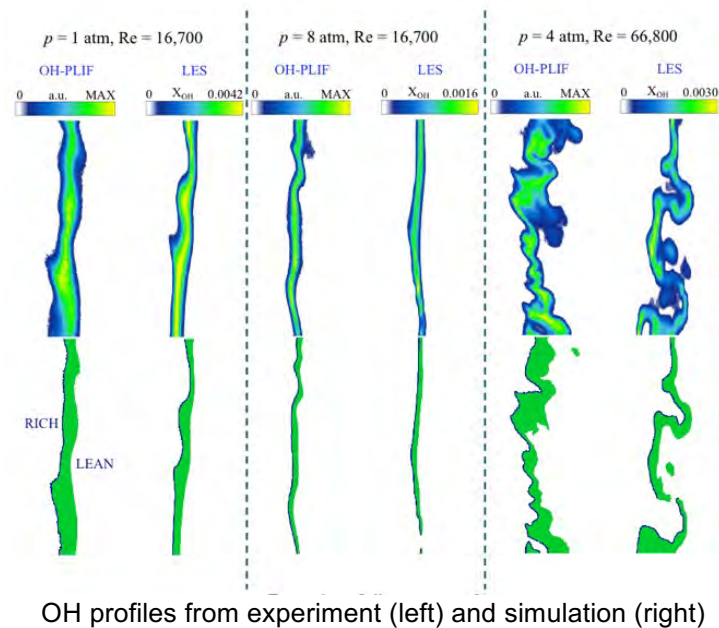 p = 1 atm, Re = 16,700
p = 8 atm, Re = 16,700
p = 4 atm, Re = 66,800
OH-PLIF LES OH-PLIF LES OH-PLIF LES
0 a.u. MAX 0 X_OH 0.0042 0 a.u. MAX 0 X_OH 0.0016 0 a.u. MAX 0 X_OH 0.0030
RICH
LEAN
OH profiles from experiment (left) and simulation (right)